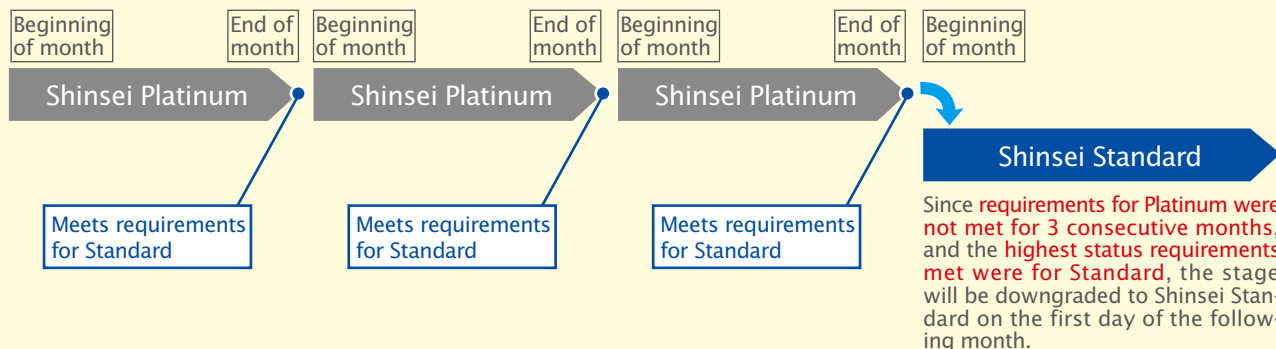 Beginning
of month
End of
month
Beginning
of month
End of
month
Beginning
of month
End of
month
Beginning
of month
Shinsei Platinum
Shinsei Platinum
Shinsei Platinum
Shinsei Standard
Meets requirements
for Standard
Meets requirements
for Standard
Meets requirements
for Standard
Since requirements for Platinum were
not met for 3 consecutive months,
and the highest status requirements
met were for Standard, the stage
will be downgraded to Shinsei Stan-
dard on the first day of the follow-
ing month.